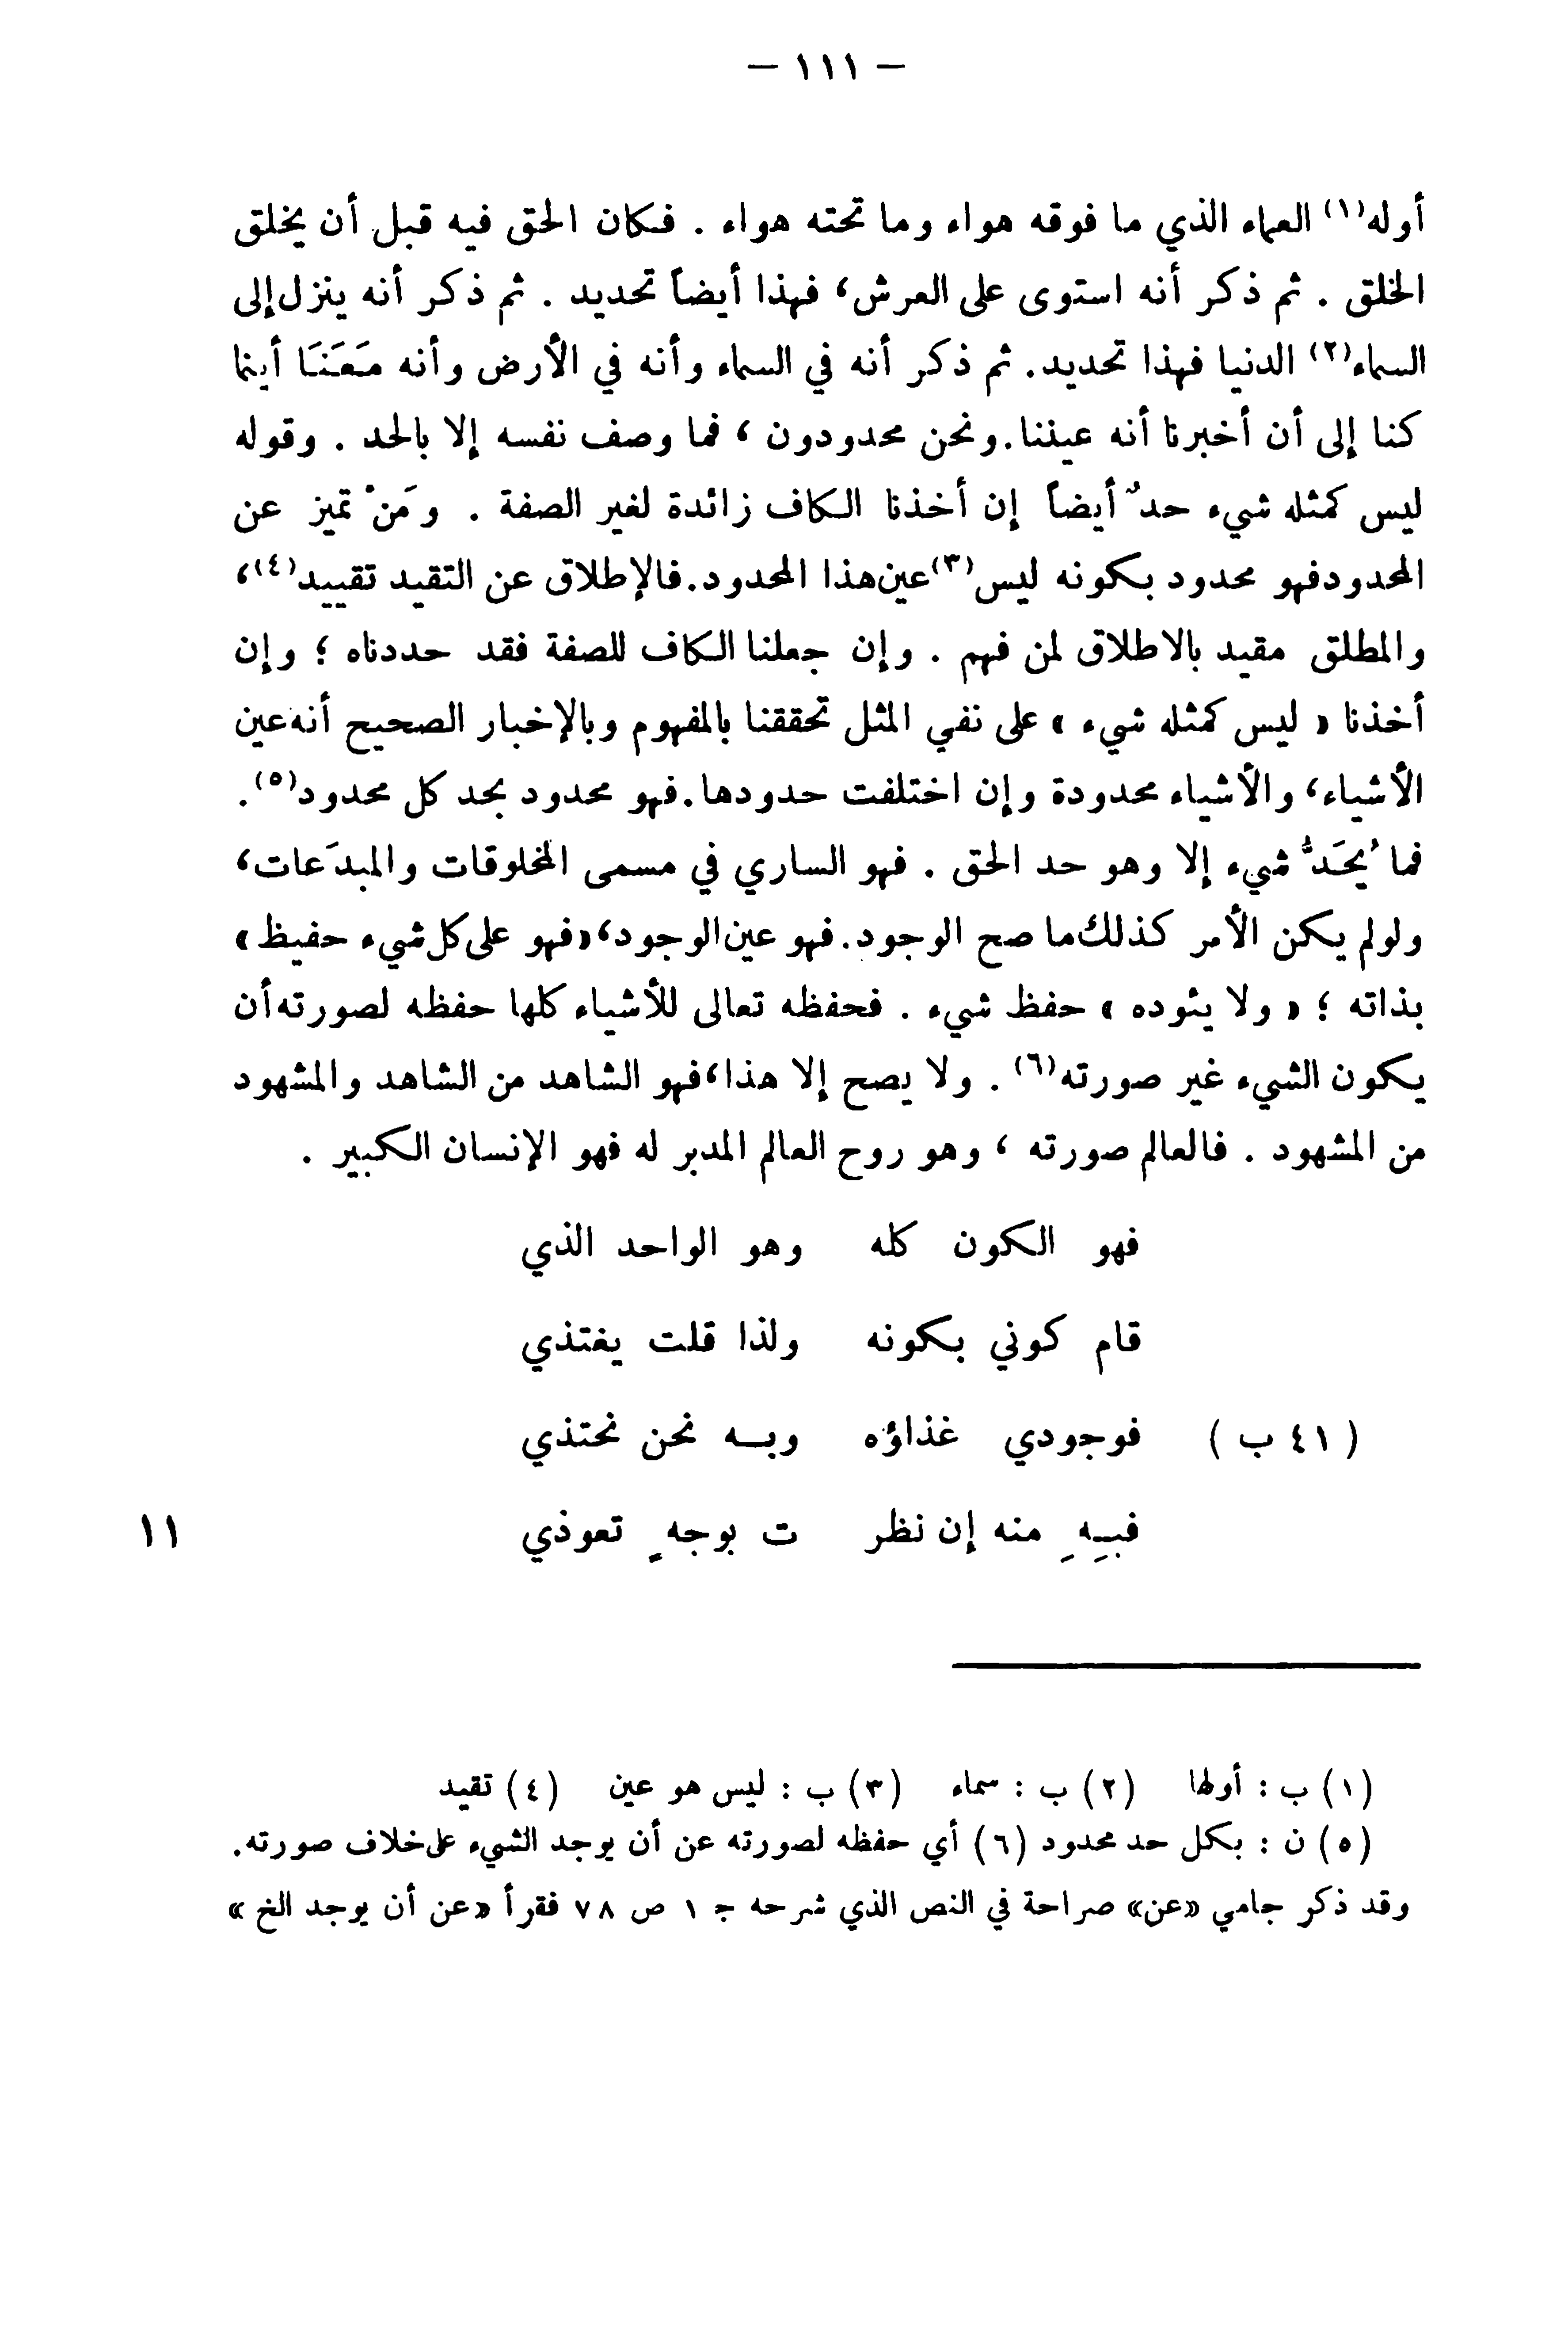 – ١١١ –
أوله(١) العماء الذي ما فوقه هواء وما تحته هواء . فكان الحق فيه قبل أن يخلق
الخلق . ثم ذكر أنه استوى على العرش، فهذا أيضاً تحديد . ثم ذكر أنه ينزل إلى
السماء(٢) الدنيا فهذا تحديد. ثم ذكر أنه في السماء وأنه في الأرض وأنه مَعَنَا أينما
كنا إلى أن أخبرنا أنه عيننا. ونحن محدودون ، فما وصف نفسه إلا بالحد . وقوله
ليس كمثله شيء حدٌ أيضاً إن أخذنا الكاف زائدة لغير الصفة . ومَنْ تميز عن
المحدود فهو محدود بكونه ليس(٣) عين هذا المحدود. فالإطلاق عن التقيد تقييد(٤)،
والمطلق مقيد بالاطلاق لمن فهم . وإن جعلنا الكاف للصفة فقد حددناه ؛ وإن
أخذنا « ليس كمثله شيء » على نفي المثل تحققنا بالمفهوم وبالإخبار الصحيح أنه عين
الأشياء، والأشياء محدودة وإن اختلفت حدودها. فهو محدود بحد كل محدود(٥).
فما يُحَدُّ شيء إلا وهو حد الحق . فهو الساري في مسمى المخلوقات والمبدَعات،
ولو لم يكن الأمر كذلك ما صح الوجود. فهو عين الوجود،«فهو على كل شيء حفيظ»
بذاته ؛ « ولا يئوده » حفظ شيء . فحفظه تعالى للأشياء كلها حفظه لصورته أن
يكون الشيء غير صورته(٦) . ولا يصح إلا هذا، فهو الشاهد من الشاهد والمشهود
من المشهود . فالعالم صورته ، وهو روح العالم المدبر له فهو الإنسان الكبير .
فهو الكون كله وهو الواحد الذي
قام كوني بكونه ولذا قلت يغتذي
( ٤١ ب ) فوجودي غذاؤه وبـه نحن نحتذي
فبـِهِ منه إن نظر ت بوجهٍ تعوذي
١١
(١) ب : أولها (٢) ب : سماء (٣) ب : ليس هو عين (٤) تقيد
(٥) ن : بكل حد محدود (٦) أي حفظه لصورته عن أن يوجد الشيء على خلاف صورته.
وقد ذكر جامي «عن» صراحة في النص الذي شرحه ج ١ ص ٧٨ فقرأ «عن أن يوجد الخ »